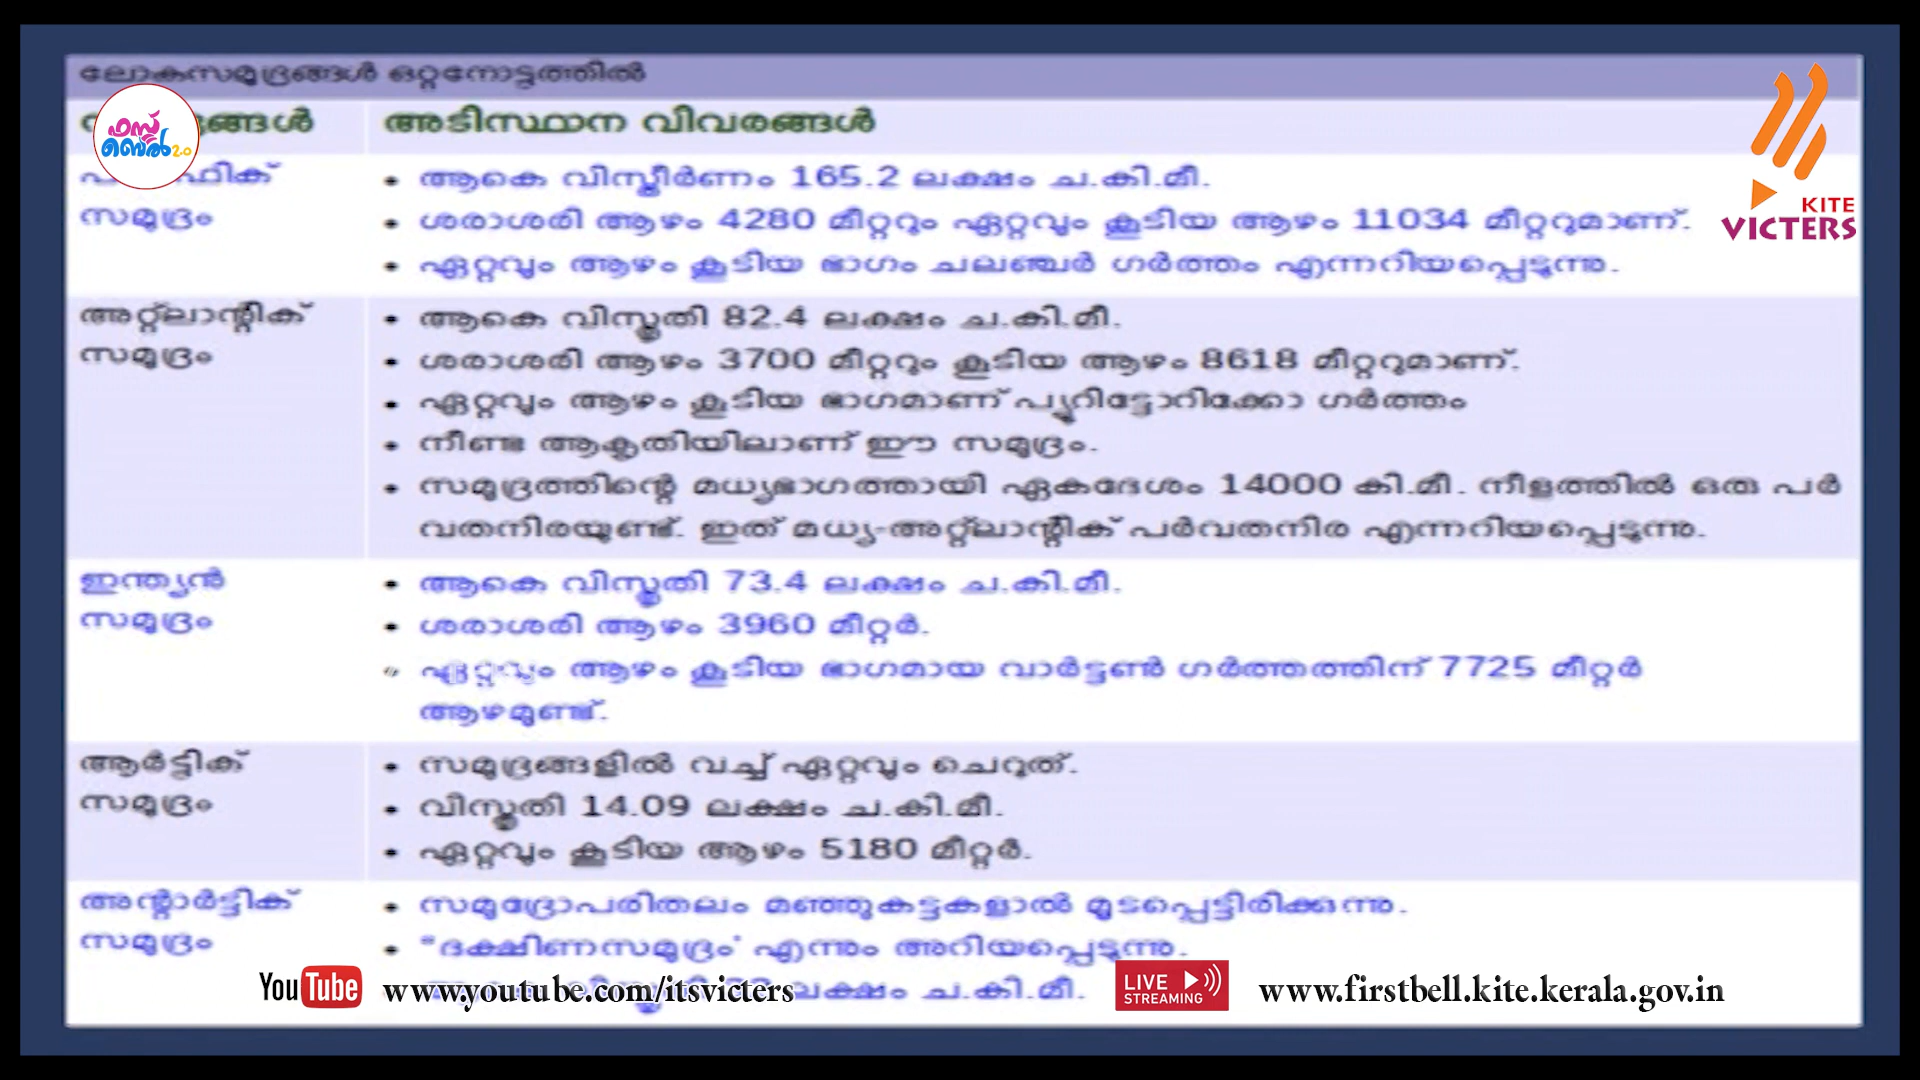 ലോകസമുദ്രങ്ങൾ ഒറ്റനോട്ടത്തിൽ
ങ്ങൾ അടിസ്ഥാന വിവരങ്ങൾ
ഫസ്റ്റ്
ബെൽ 2.0
KITE
VICTERS
സമുദ്രം
• ആകെ വിസ്തീർണം 165.2 ലക്ഷം ച.കി.മീ.
• ശരാശരി ആഴം 4280 മീറ്ററും ഏറ്റവും കൂടിയ ആഴം 11034 മീറ്ററുമാണ്.
• ഏറ്റവും ആഴം കൂടിയ ഭാഗം ചലഞ്ചർ ഗർത്തം എന്നറിയപ്പെടുന്നു.
അറ്റ്ലാന്റിക്
സമുദ്രം
• ആകെ വിസ്തൃതി 82.4 ലക്ഷം ച.കി.മീ.
• ശരാശരി ആഴം 3700 മീറ്ററും കൂടിയ ആഴം 8618 മീറ്ററുമാണ്.
• ഏറ്റവും ആഴം കൂടിയ ഭാഗമാണ് പ്യൂറിട്ടോറിക്കോ ഗർത്തം
• നീണ്ട ആകൃതിയിലാണ് ഈ സമുദ്രം.
• സമുദ്രത്തിന്റെ മധ്യഭാഗത്തായി ഏകദേശം 14000 കി.മീ. നീളത്തിൽ ഒരു പർ
വതനിരയുണ്ട്. ഇത് മധ്യ-അറ്റ്ലാന്റിക് പർവതനിര എന്നറിയപ്പെടുന്നു.
ഇന്ത്യൻ
സമുദ്രം
• ആകെ വിസ്തൃതി 73.4 ലക്ഷം ച.കി.മീ.
• ശരാശരി ആഴം 3960 മീറ്റർ.
• ഏറ്റവും ആഴം കൂടിയ ഭാഗമായ വാർട്ടൺ ഗർത്തത്തിന് 7725 മീറ്റർ
ആഴമുണ്ട്.
ആർട്ടിക്
സമുദ്രം
• സമുദ്രങ്ങളിൽ വച്ച് ഏറ്റവും ചെറുത്.
• വിസ്തൃതി 14.09 ലക്ഷം ച.കി.മീ.
• ഏറ്റവും കൂടിയ ആഴം 5180 മീറ്റർ.
അന്റാർട്ടിക്
സമുദ്രം
• സമുദ്രോപരിതലം മഞ്ഞുകട്ടകളാൽ മൂടപ്പെട്ടിരിക്കുന്നു.
• "ദക്ഷിണസമുദ്രം' എന്നും അറിയപ്പെടുന്നു.
ലക്ഷം ച.കി.മീ.
YouTube www.youtube.com/itsvicters
LIVE STREAMING www.firstbell.kite.kerala.gov.in